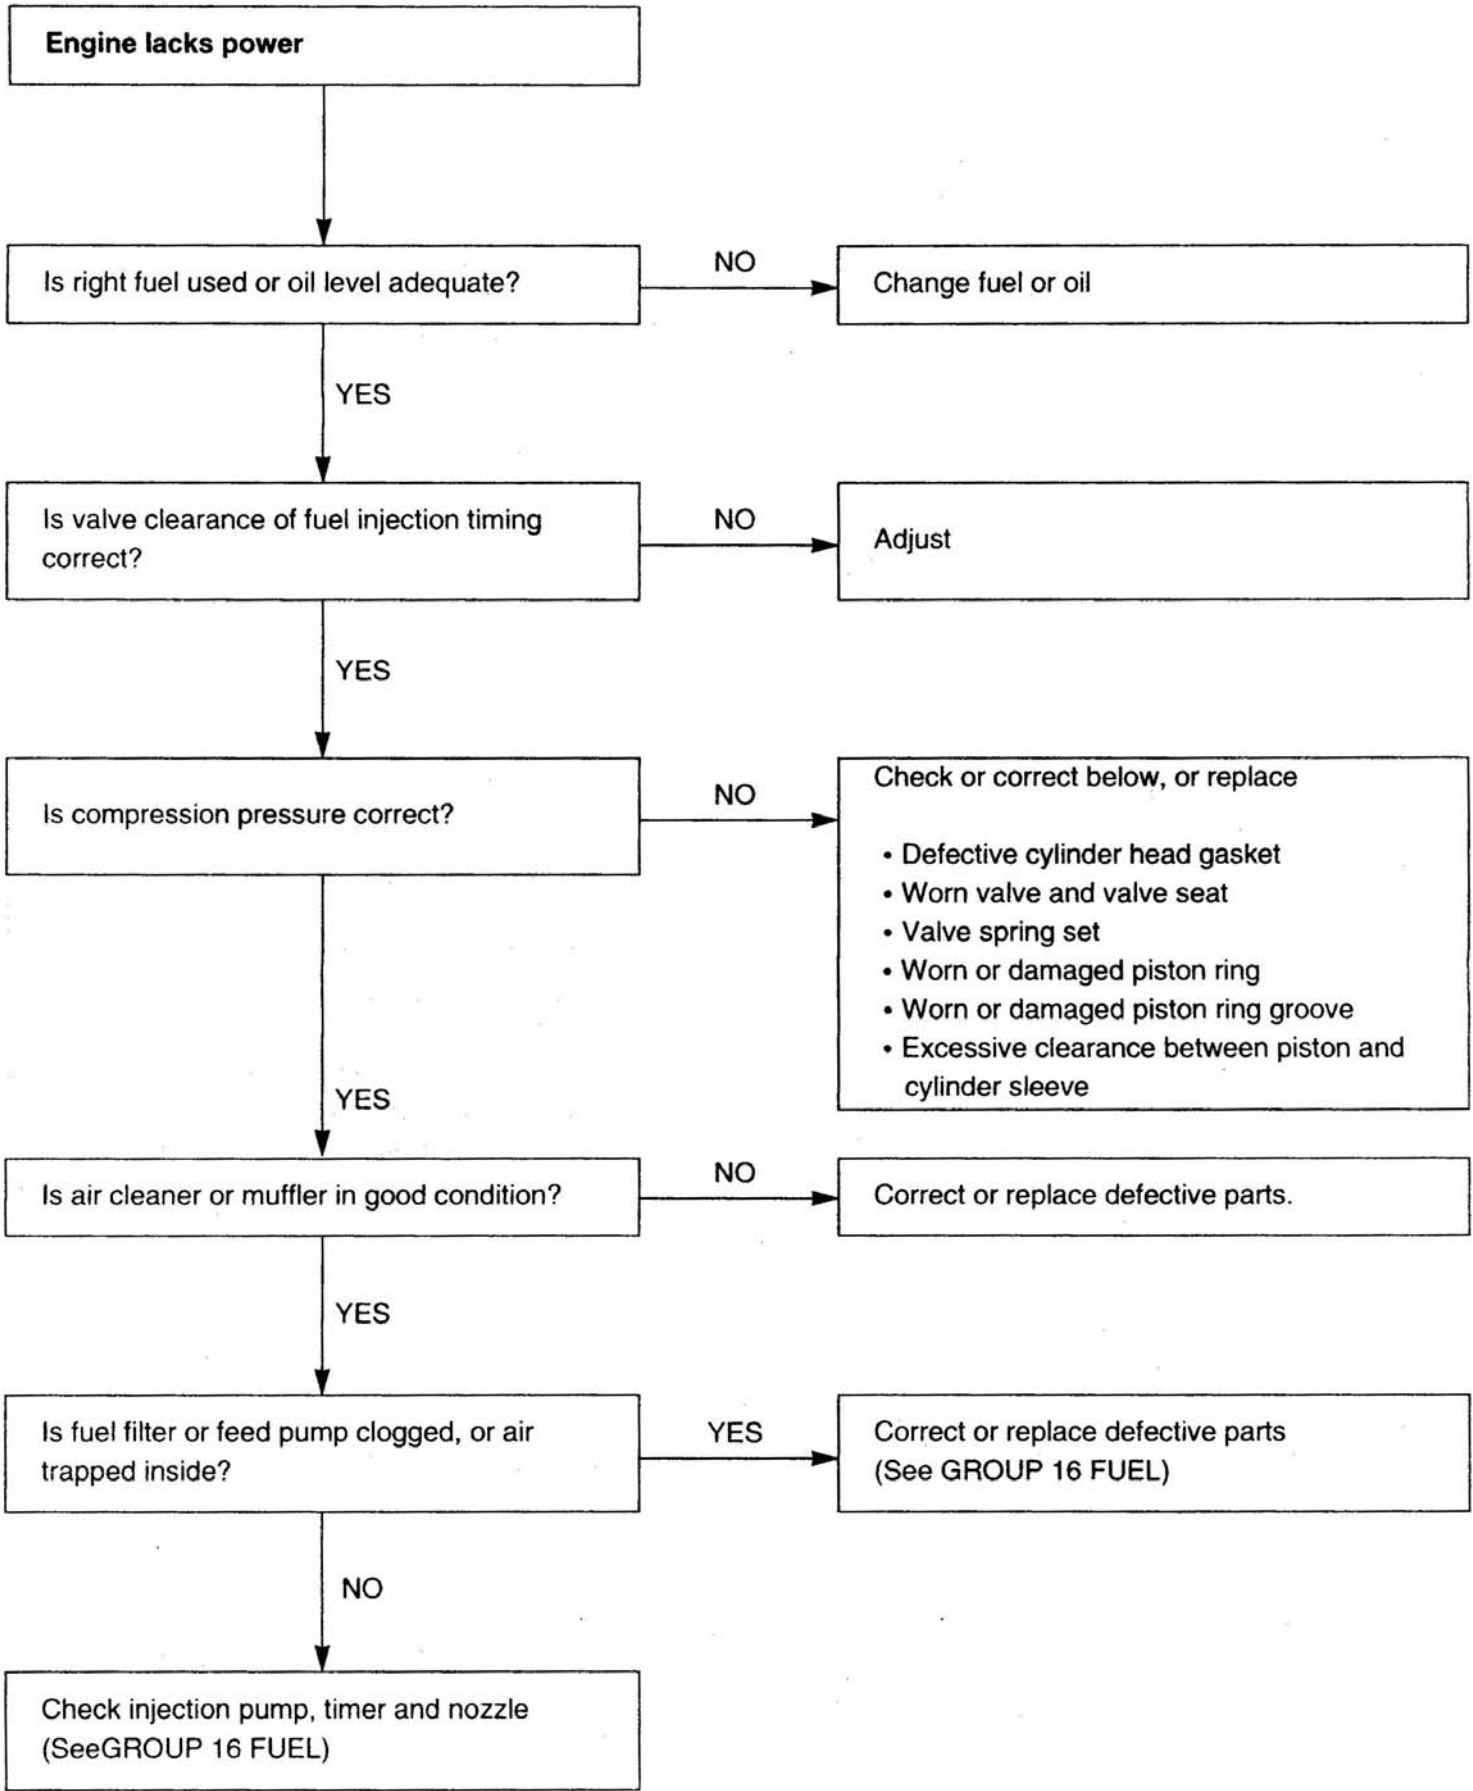 Engine lacks power
Is right fuel used or oil level adequate?
NO
Change fuel or oil
YES
Is valve clearance of fuel injection timing
correct?
NO
Adjust
YES
Is compression pressure correct?
NO
Check or correct below, or replace
• Defective cylinder head gasket
• Worn valve and valve seat
• Valve spring set
• Worn or damaged piston ring
• Worn or damaged piston ring groove
• Excessive clearance between piston and
cylinder sleeve
YES
Is air cleaner or muffler in good condition?
NO
Correct or replace defective parts.
YES
Is fuel filter or feed pump clogged, or air
trapped inside?
YES
Correct or replace defective parts
(See GROUP 16 FUEL)
NO
Check injection pump, timer and nozzle
(SeeGROUP 16 FUEL)